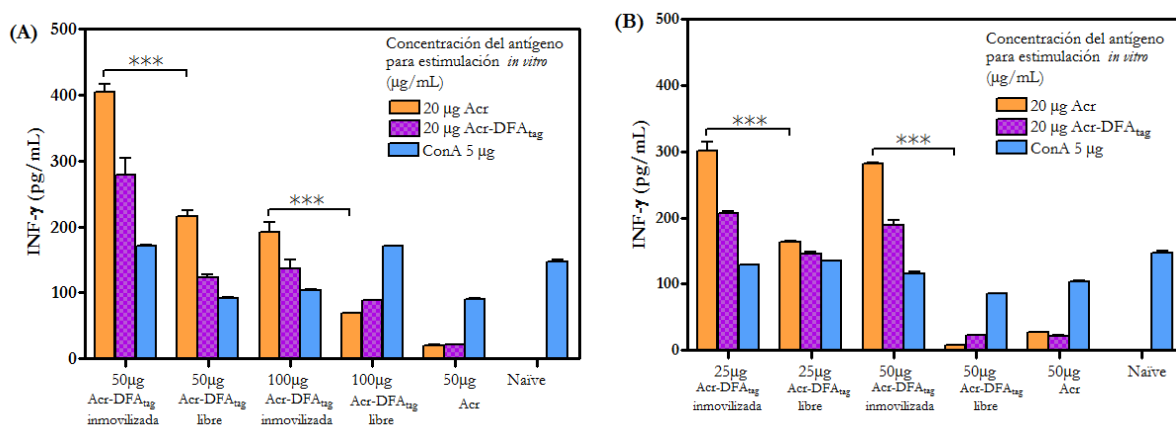 (A)
INF-γ (pg/mL)
500
400
300
200
100
0
***
***
Concentración del antígeno
para estimulación in vitro
(µg/mL)
20 µg Acr
20 µg Acr-DFAtag
ConA 5 µg
50µg 50µg 100µg 100µg 50µg Naïve
Acr-DFAtag Acr-DFAtag Acr-DFAtag Acr-DFAtag Acr
inmovilizada libre inmovilizada libre
(B)
INF-γ (pg/mL)
500
400
300
200
100
0
***
***
Concentración del antígeno
para estimulación in vitro
(µg/mL)
20 µg Acr
20 µg Acr-DFAtag
ConA 5 µg
25µg 25µg 50µg 50µg 50µg Naïve
Acr-DFAtag Acr-DFAtag Acr-DFAtag Acr-DFAtag Acr
inmovilizada libre inmovilizada libre